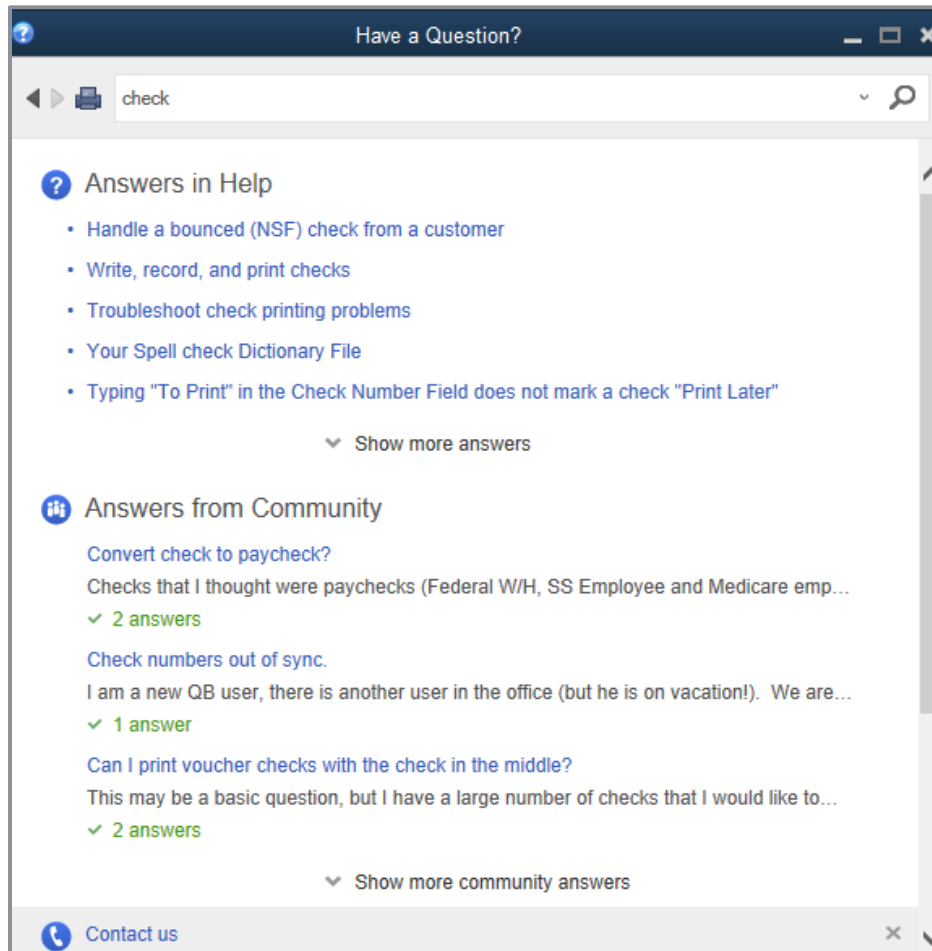 Have a Question?
check
Answers in Help
• Handle a bounced (NSF) check from a customer
• Write, record, and print checks
• Troubleshoot check printing problems
• Your Spell check Dictionary File
• Typing "To Print" in the Check Number Field does not mark a check "Print Later"
Show more answers
Answers from Community
Convert check to paycheck?
Checks that I thought were paychecks (Federal W/H, SS Employee and Medicare emp...
2 answers
Check numbers out of sync.
I am a new QB user, there is another user in the office (but he is on vacation!).  We are...
1 answer
Can I print voucher checks with the check in the middle?
This may be a basic question, but I have a large number of checks that I would like to...
2 answers
Show more community answers
Contact us